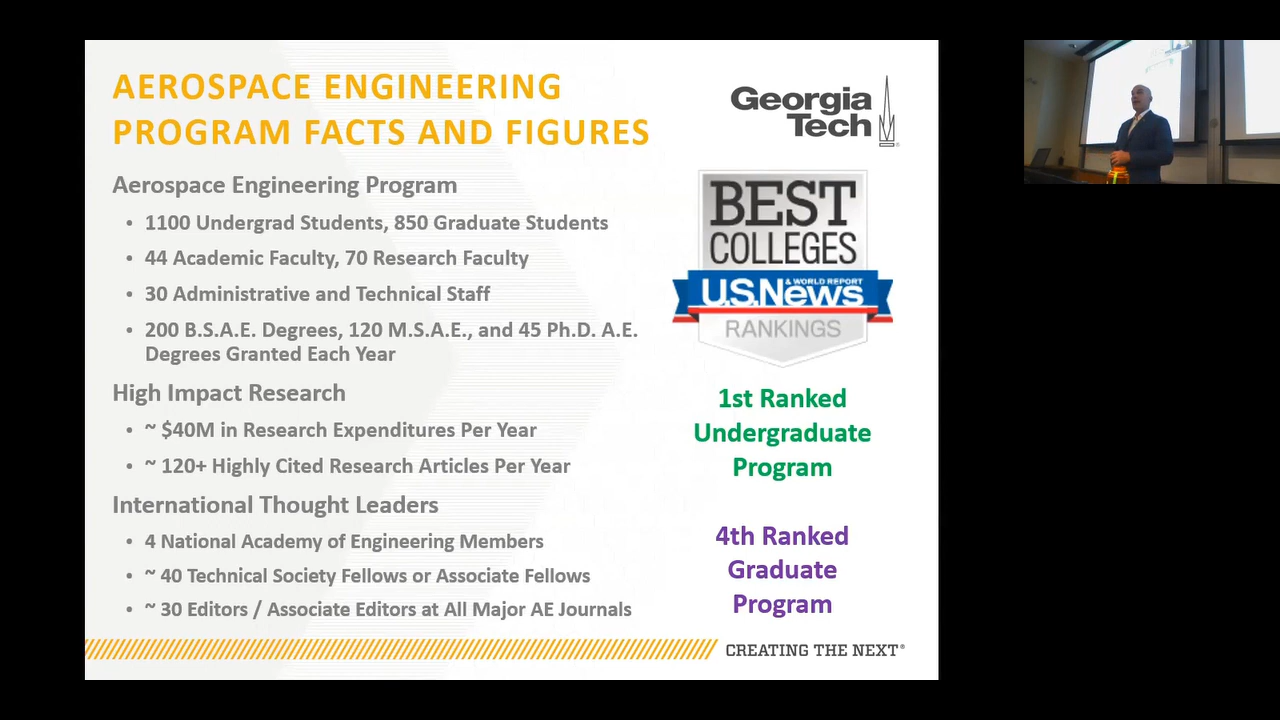 AEROSPACE ENGINEERING
PROGRAM FACTS AND FIGURES
Georgia
Tech
Aerospace Engineering Program
• 1100 Undergrad Students, 850 Graduate Students
• 44 Academic Faculty, 70 Research Faculty
• 30 Administrative and Technical Staff
• 200 B.S.A.E. Degrees, 120 M.S.A.E., and 45 Ph.D. A.E.
Degrees Granted Each Year
High Impact Research
• ~ $40M in Research Expenditures Per Year
• ~ 120+ Highly Cited Research Articles Per Year
International Thought Leaders
• 4 National Academy of Engineering Members
• ~ 40 Technical Society Fellows or Associate Fellows
• ~ 30 Editors / Associate Editors at All Major AE Journals
BEST
COLLEGES
& WORLD REPORT
U.S.News
RANKINGS
1st Ranked
Undergraduate
Program
4th Ranked
Graduate
Program
CREATING THE NEXT®